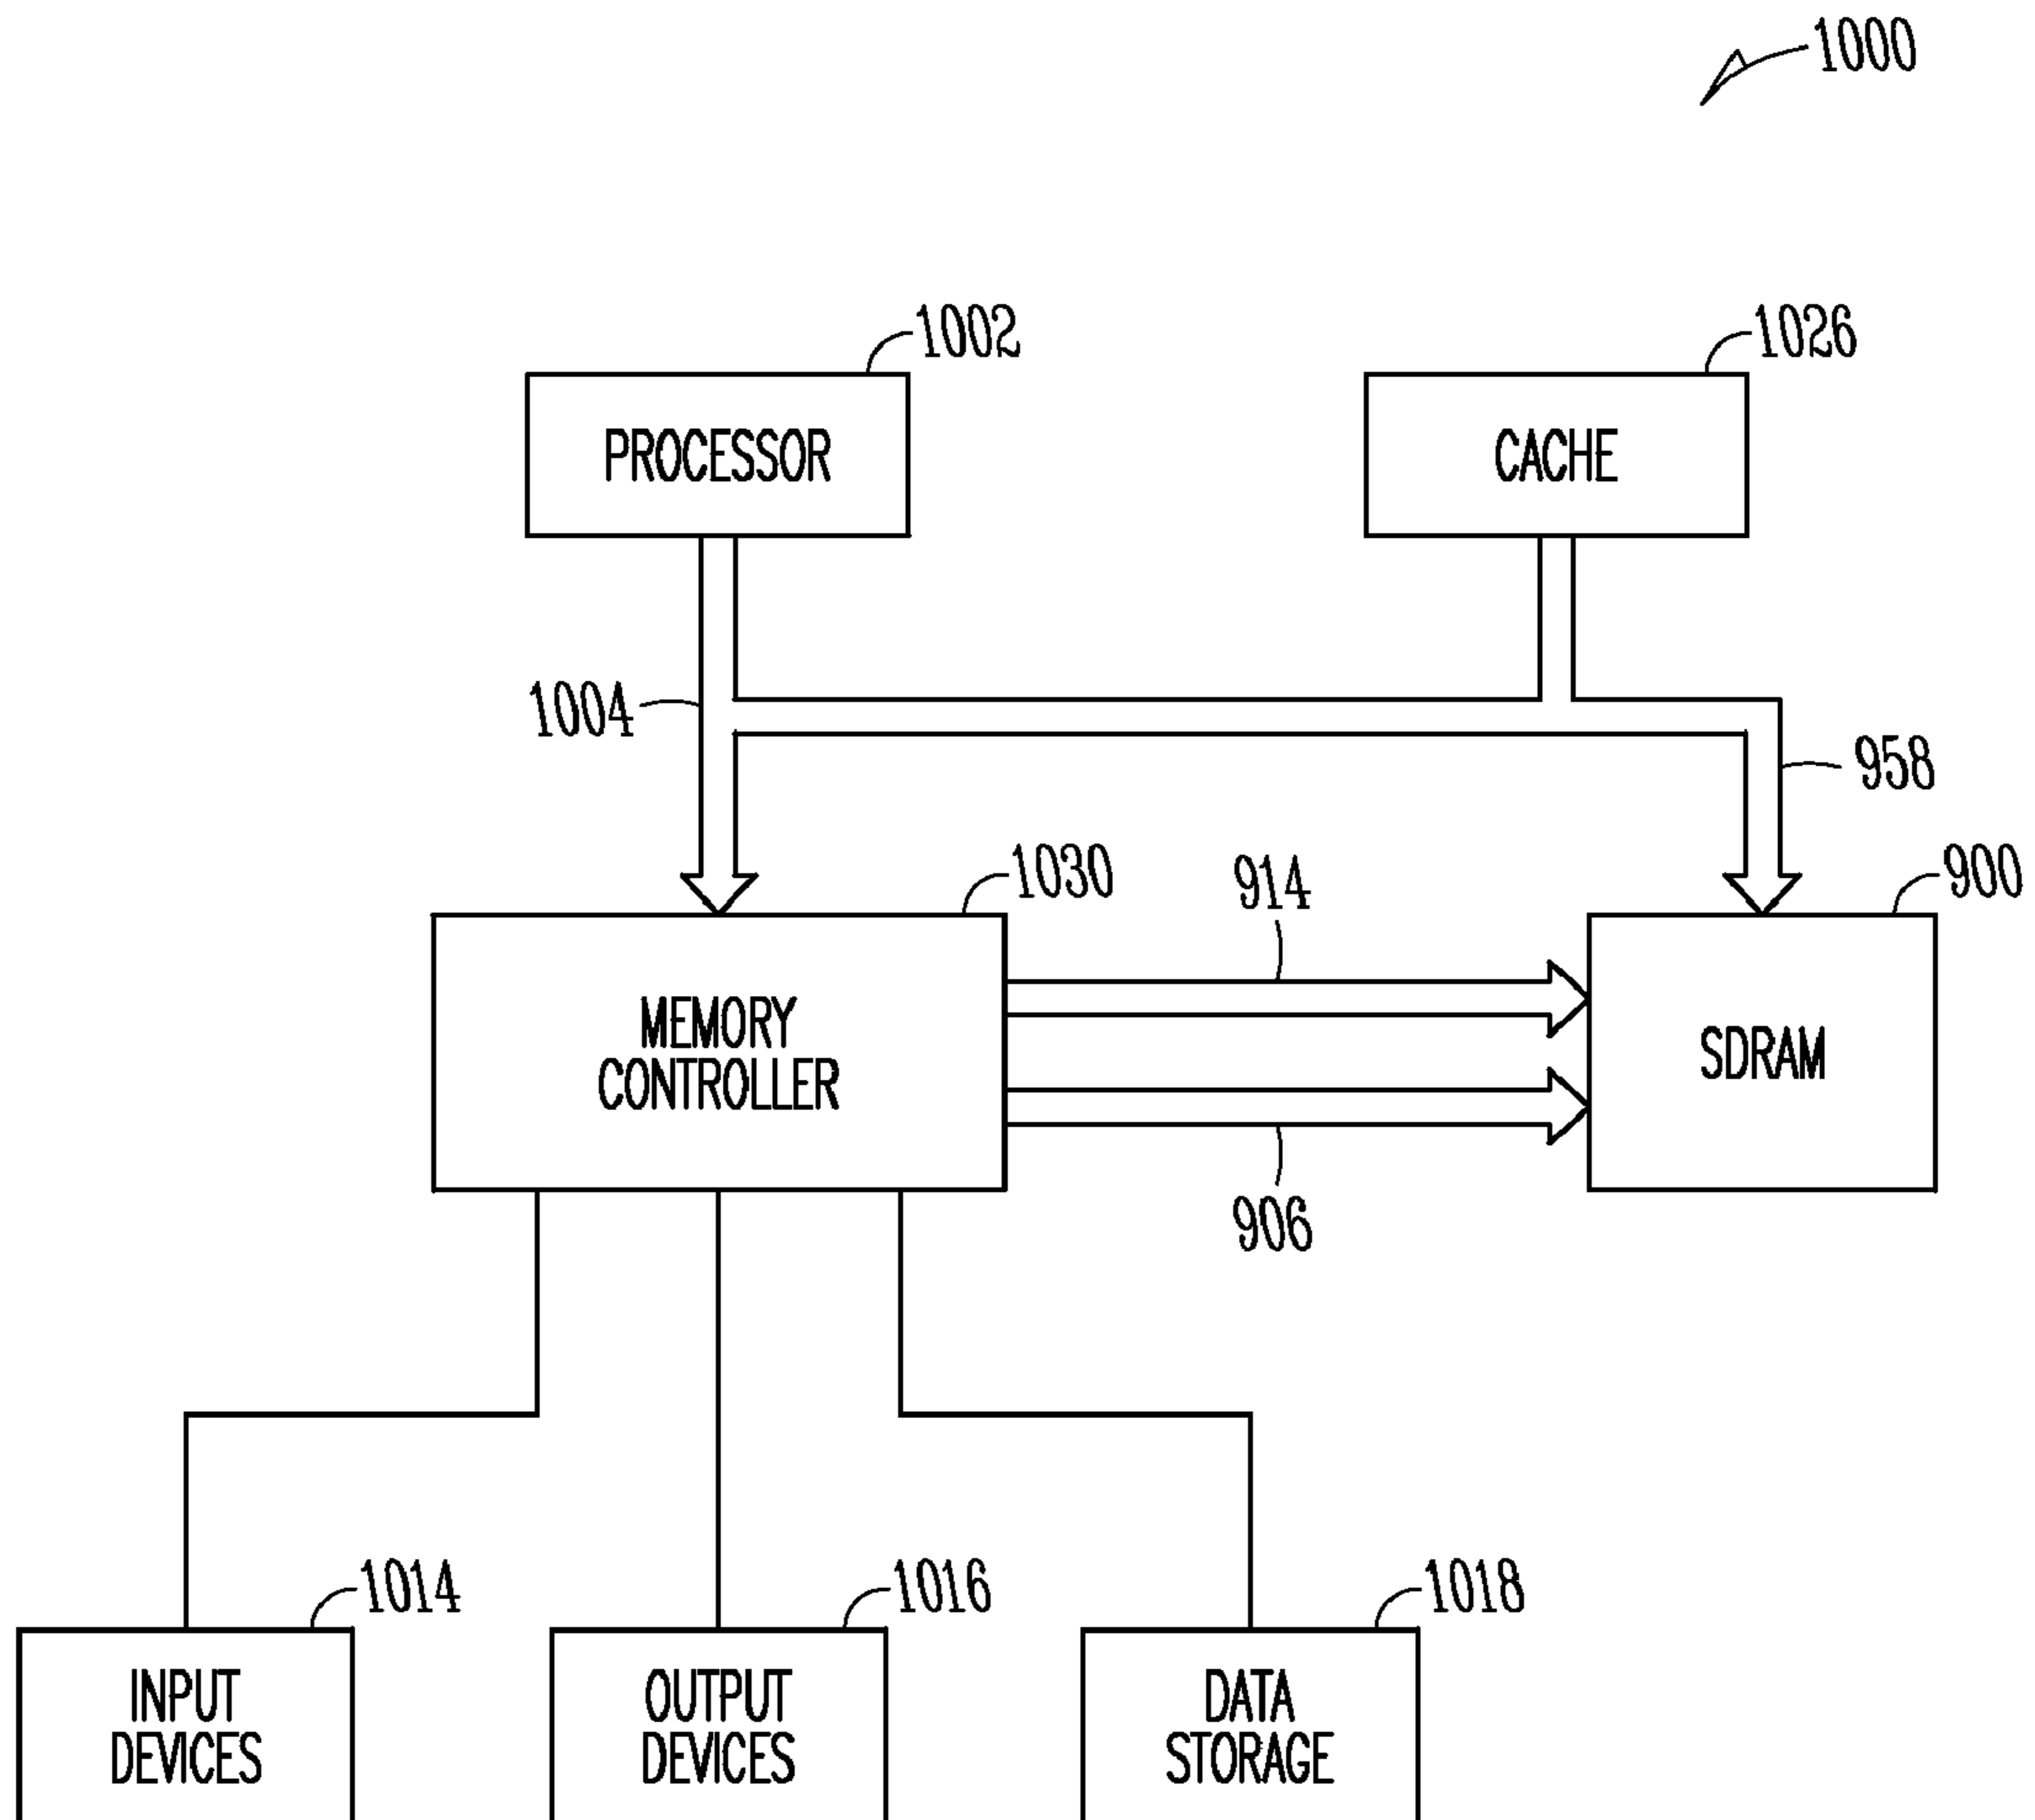 1000
1002
1026
PROCESSOR
CACHE
1004
958
1030
914
900
MEMORY
CONTROLLER
SDRAM
906
1014
1016
1018
INPUT
DEVICES
OUTPUT
DEVICES
DATA
STORAGE